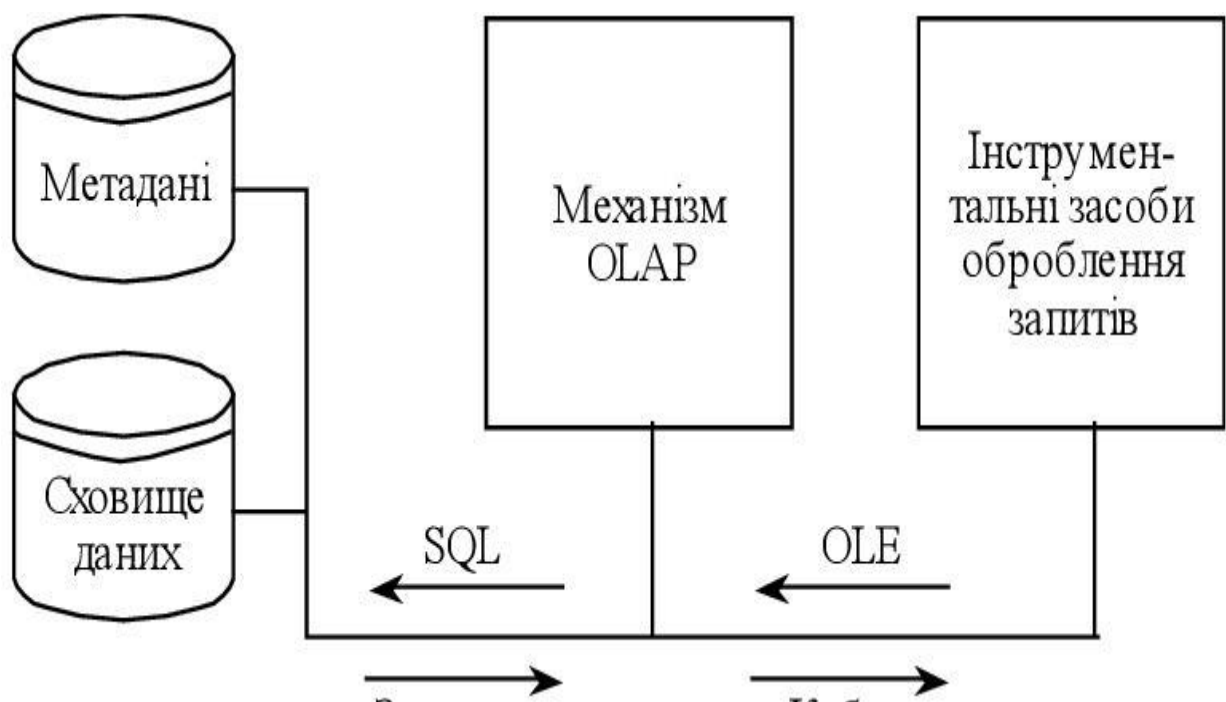 Метадані
Механізм
OLAP
Інструмен-
тальні засоби
оброблення
запитів
Сховище
даних
SQL
OLE